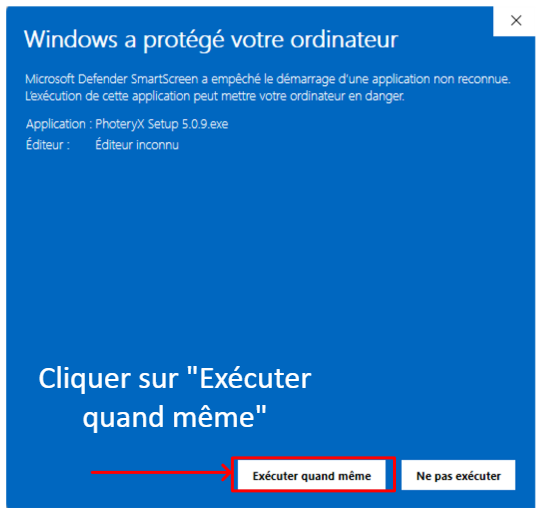 Windows a protégé votre ordinateur
Microsoft Defender SmartScreen a empêché le démarrage d'une application non reconnue.
L'exécution de cette application peut mettre votre ordinateur en danger.
Application : PhoteryX Setup 5.0.9.exe
Éditeur : Éditeur inconnu
Cliquer sur "Exécuter
quand même"
Exécuter quand même
Ne pas exécuter